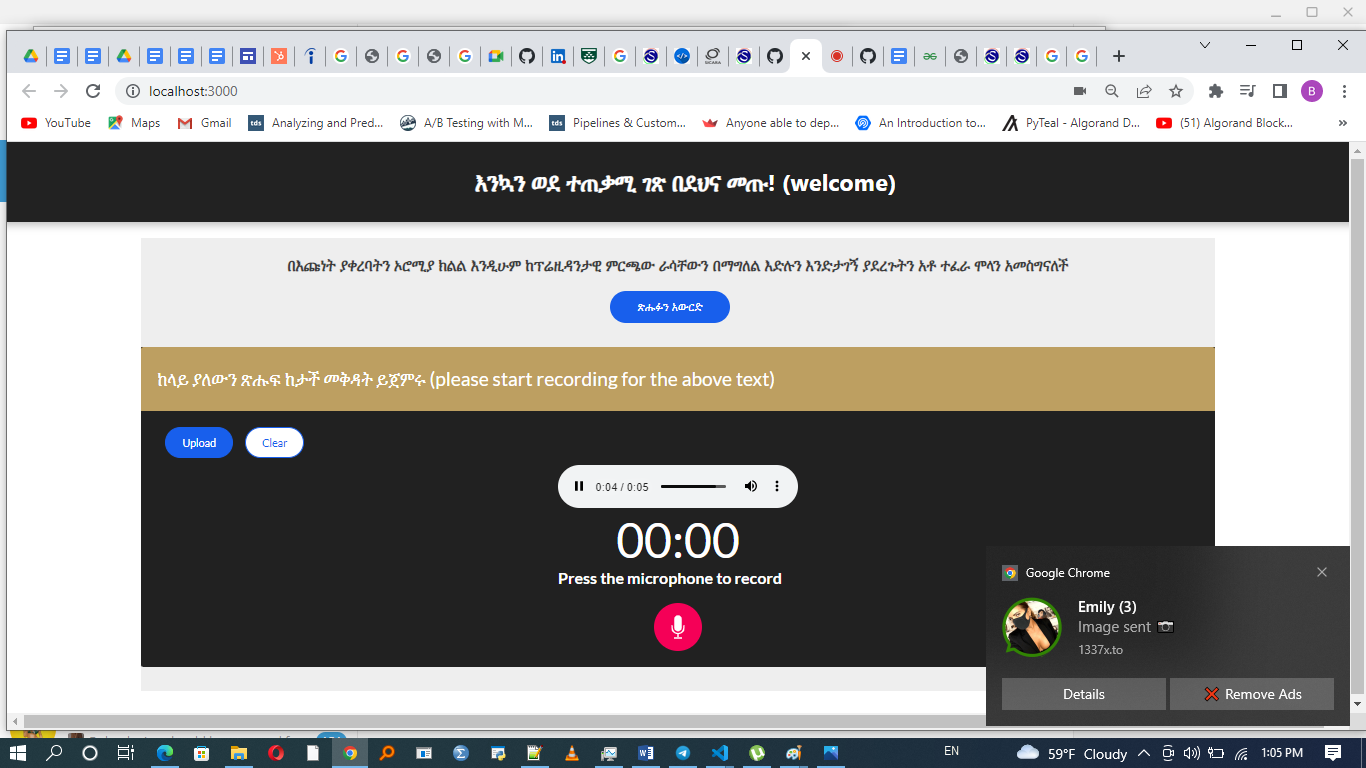 localhost:3000
B
YouTube
Maps
Gmail
Analyzing and Pred...
A/B Testing with M...
Pipelines & Custom...
Anyone able to dep...
An Introduction to...
PyTeal - Algorand D...
(51) Algorand Block...
»
እንኳን ወደ ተጠቃሚ ገጽ በደህና መጡ! (welcome)
በእጩነት ያቀረባትን ኦሮሚያ ክልል እንዲሁም ከፕሬዚዳንታዊ ምርጫው ራሳቸውን በማግለል እድሉን እንድታገኝ ያደረጉትን አቶ ተፈራ ሞላን አመስግናለች
ጽሑፉን አውርድ
ከላይ ያለውን ጽሑፍ ከታች መቅዳት ይጀምሩ (please start recording for the above text)
Upload
Clear
0:04 / 0:05
00:00
Press the microphone to record
Google Chrome
Emily (3)
Image sent
1337x.to
Details
Remove Ads
EN
59°F Cloudy
1:05 PM